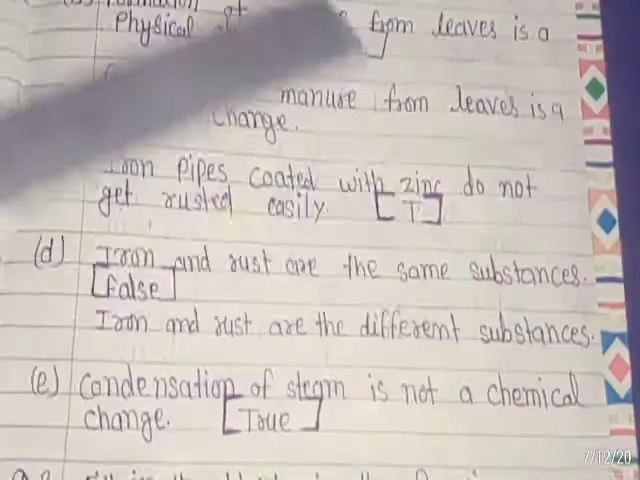 Physical
from leaves is a
manure from leaves is a
change.
Iron pipes coated with zinc do not
get rusted easily. [T]
(d) Iron and rust are the same substances.
[False]
Iron and rust are the different substances.
(e) Condensation of steam is not a chemical
change. [True]
7/12/20